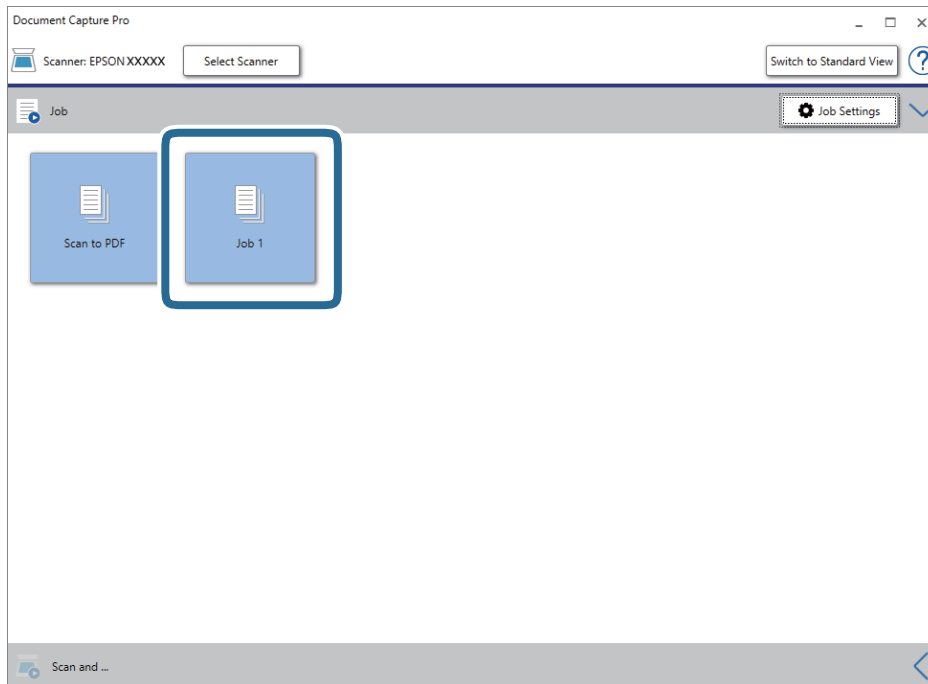 Document Capture Pro
Scanner: EPSON XXXXX Select Scanner Switch to Standard View ?
Job Job Settings
Scan to PDF Job 1
Scan and ...